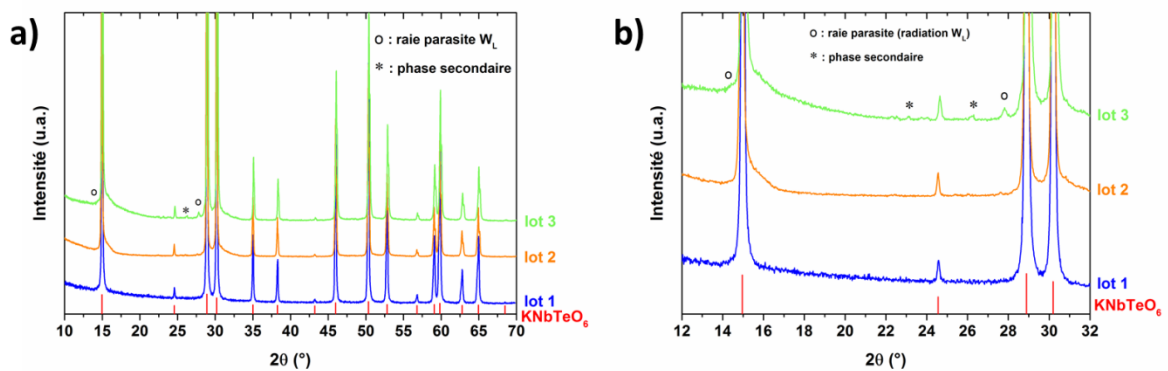 a)
Intensité (u.a.)
o : raie parasite W_L
* : phase secondaire
o
*
o
lot 3
lot 2
lot 1
KNbTeO₆
10 15 20 25 30 35 40 45 50 55 60 65 70
2θ (°)
b)
Intensité (u.a.)
o : raie parasite (radiation W_L)
* : phase secondaire
o
*
*
o
lot 3
lot 2
lot 1
KNbTeO₆
12 14 16 18 20 22 24 26 28 30 32
2θ (°)